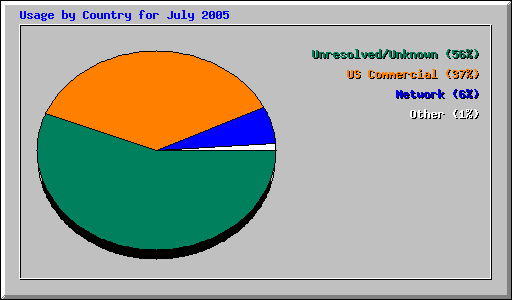 Usage by Country for July 2005
Unresolved/Unknown (56%)
US Commercial (37%)
Network (6%)
Other (1%)